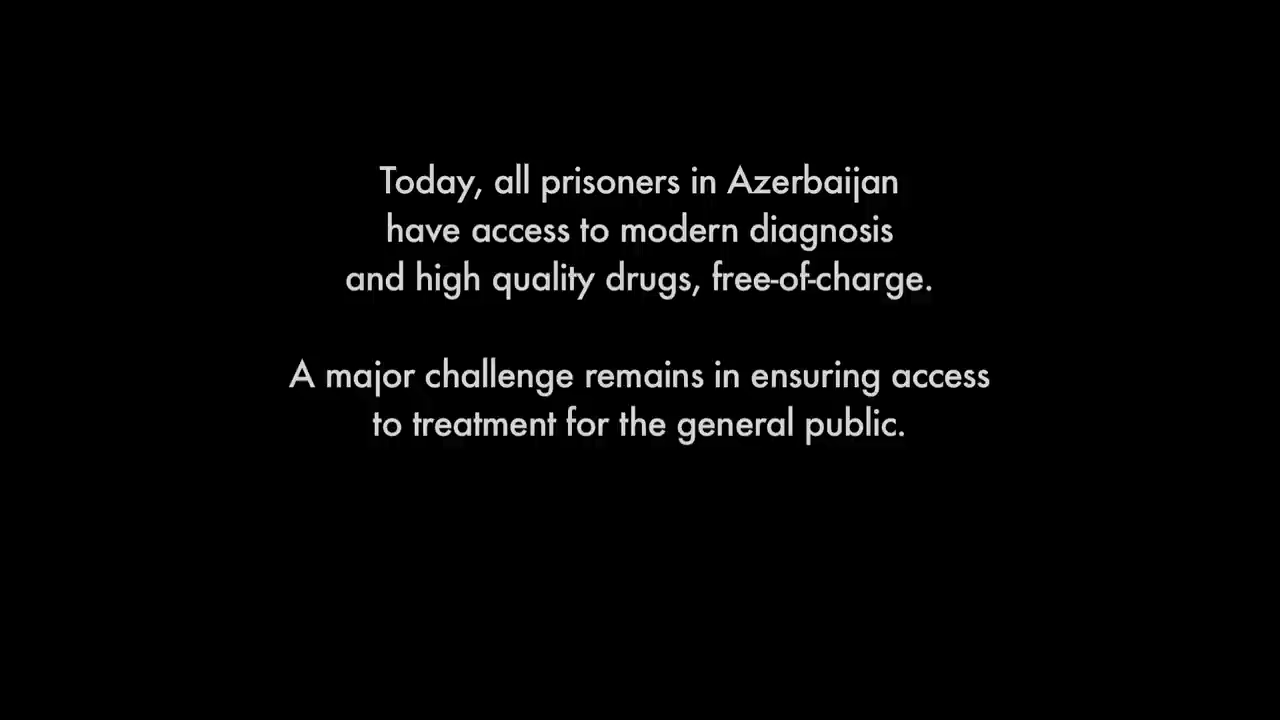 Today, all prisoners in Azerbaijan
have access to modern diagnosis
and high quality drugs, free-of-charge.
A major challenge remains in ensuring access
to treatment for the general public.